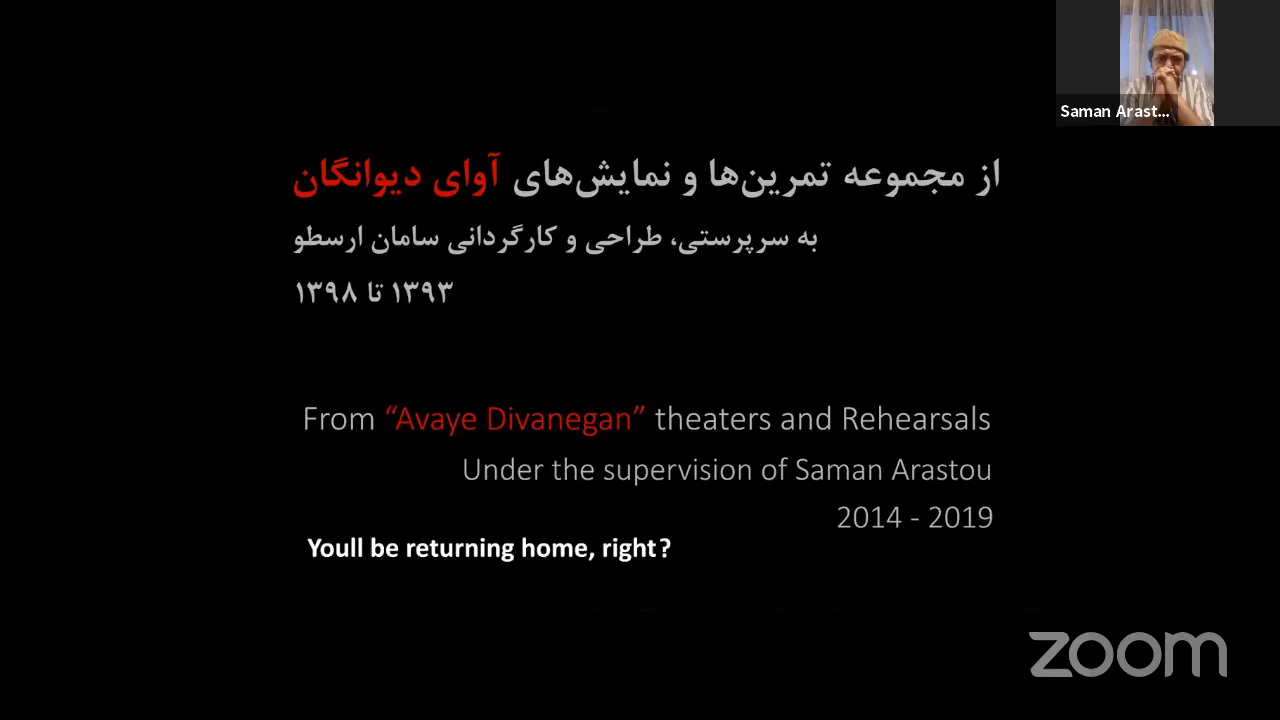 Saman Arast...
از مجموعه تمرین‌ها و نمایش‌های آوای دیوانگان
به سرپرستی، طراحی و کارگردانی سامان ارسطو
۱۳۹۳ تا ۱۳۹۸
From “Avaye Divanegan” theaters and Rehearsals
Under the supervision of Saman Arastou
2014 - 2019
Youll be returning home, right?
zoom